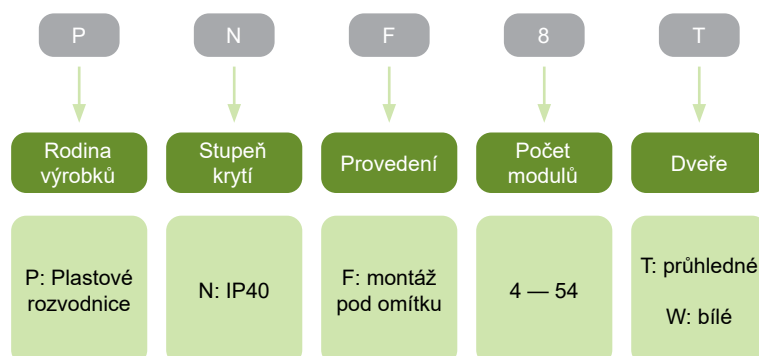 P
N
F
8
T
Rodina
výrobků
Stupeň
krytí
Provedení
Počet
modulů
Dveře
P: Plastové
rozvodnice
N: IP40
F: montáž
pod omítku
4 — 54
T: průhledné
W: bílé